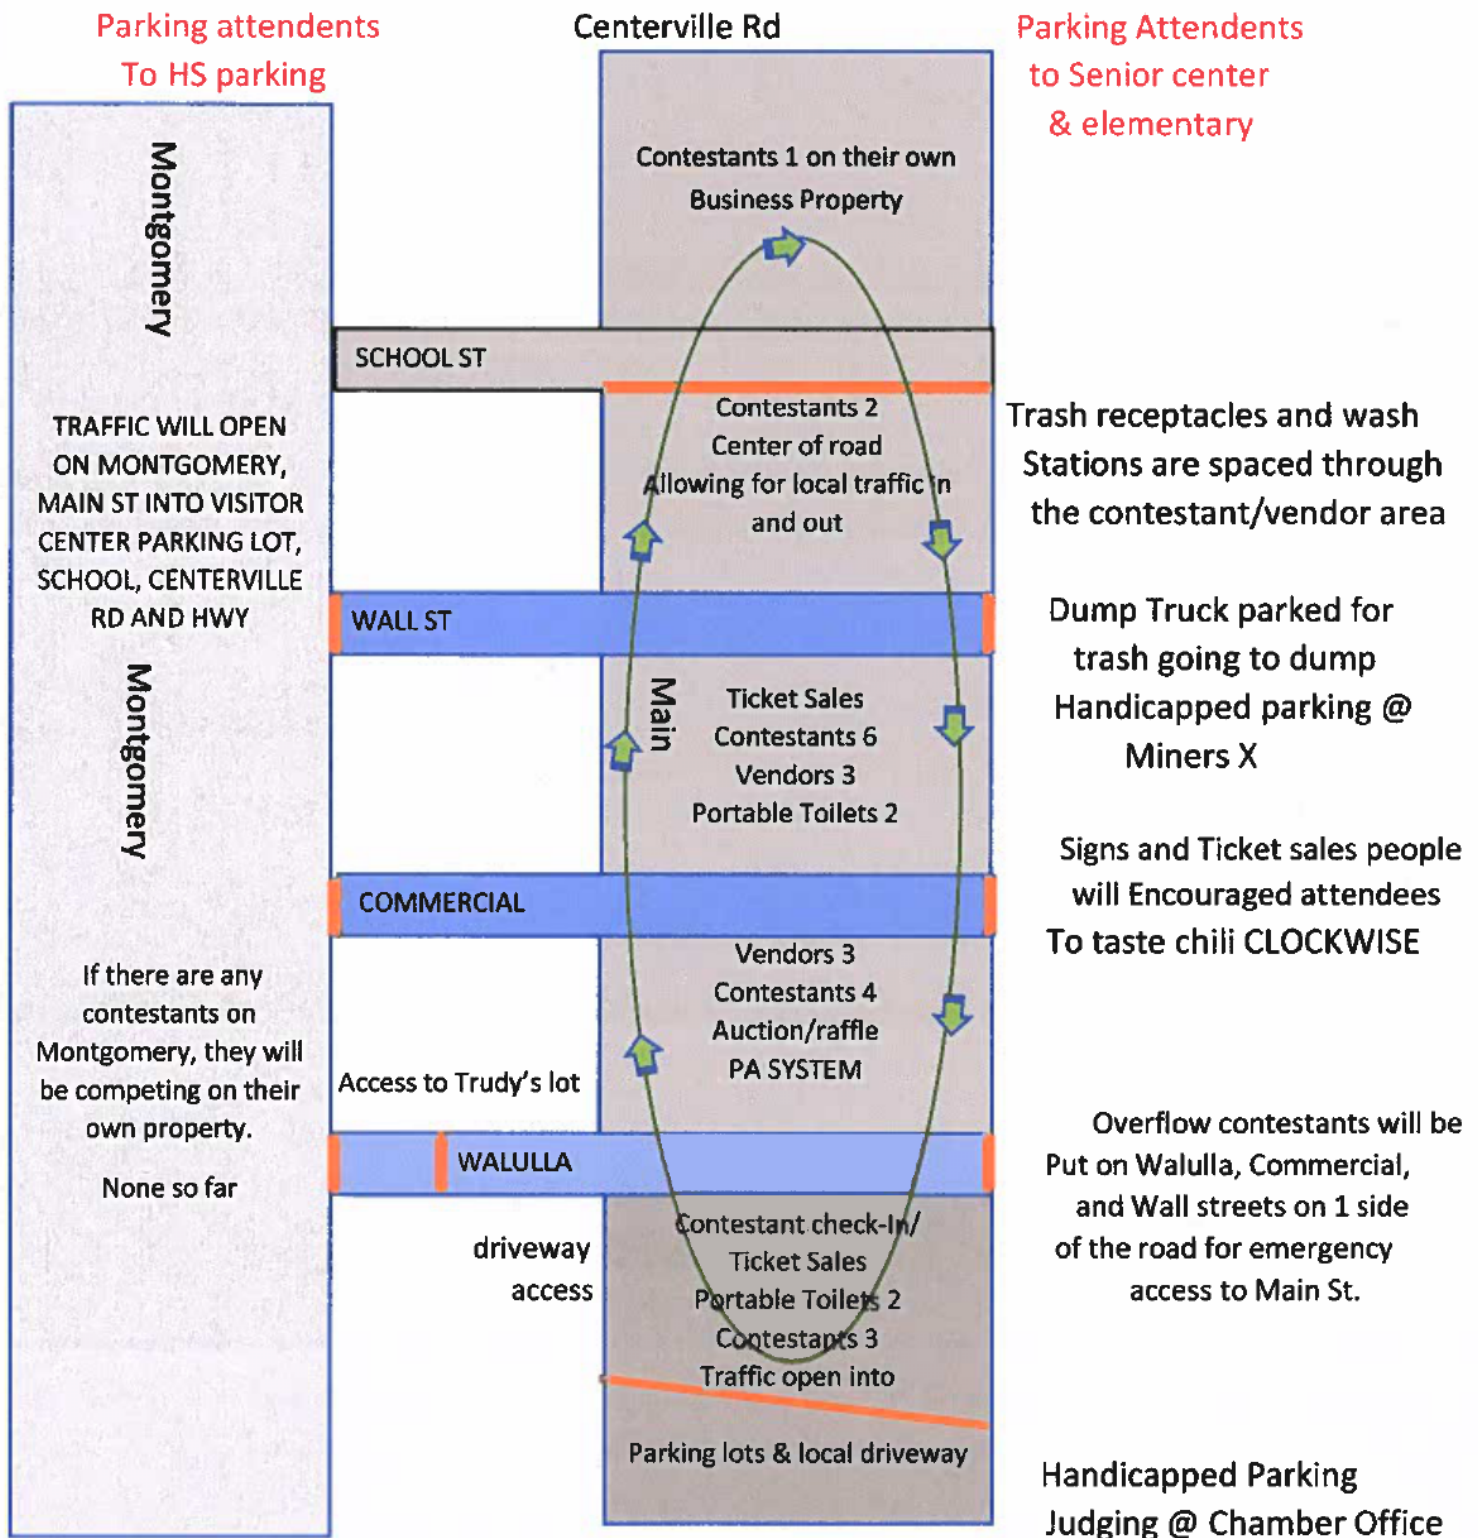 Parking attendents
To HS parking
Centerville Rd
Parking Attendents
to Senior center
& elementary
Montgomery
TRAFFIC WILL OPEN
ON MONTGOMERY,
MAIN ST INTO VISITOR
CENTER PARKING LOT,
SCHOOL, CENTERVILLE
RD AND HWY
Montgomery
If there are any
contestants on
Montgomery, they will
be competing on their
own property.
None so far
Contestants 1 on their own
Business Property
SCHOOL ST
Contestants 2
Center of road
Allowing for local traffic in
and out
WALL ST
Main
Ticket Sales
Contestants 6
Vendors 3
Portable Toilets 2
COMMERCIAL
Vendors 3
Contestants 4
Auction/raffle
PA SYSTEM
Access to Trudy's lot
WALULLA
driveway
access
Contestant check-In/
Ticket Sales
Portable Toilets 2
Contestants 3
Traffic open into
Parking lots & local driveway
Trash receptacles and wash
Stations are spaced through
the contestant/vendor area
Dump Truck parked for
trash going to dump
Handicapped parking @
Miners X
Signs and Ticket sales people
will Encouraged attendees
To taste chili CLOCKWISE
Overflow contestants will be
Put on Walulla, Commercial,
and Wall streets on 1 side
of the road for emergency
access to Main St.
Handicapped Parking
Judging @ Chamber Office